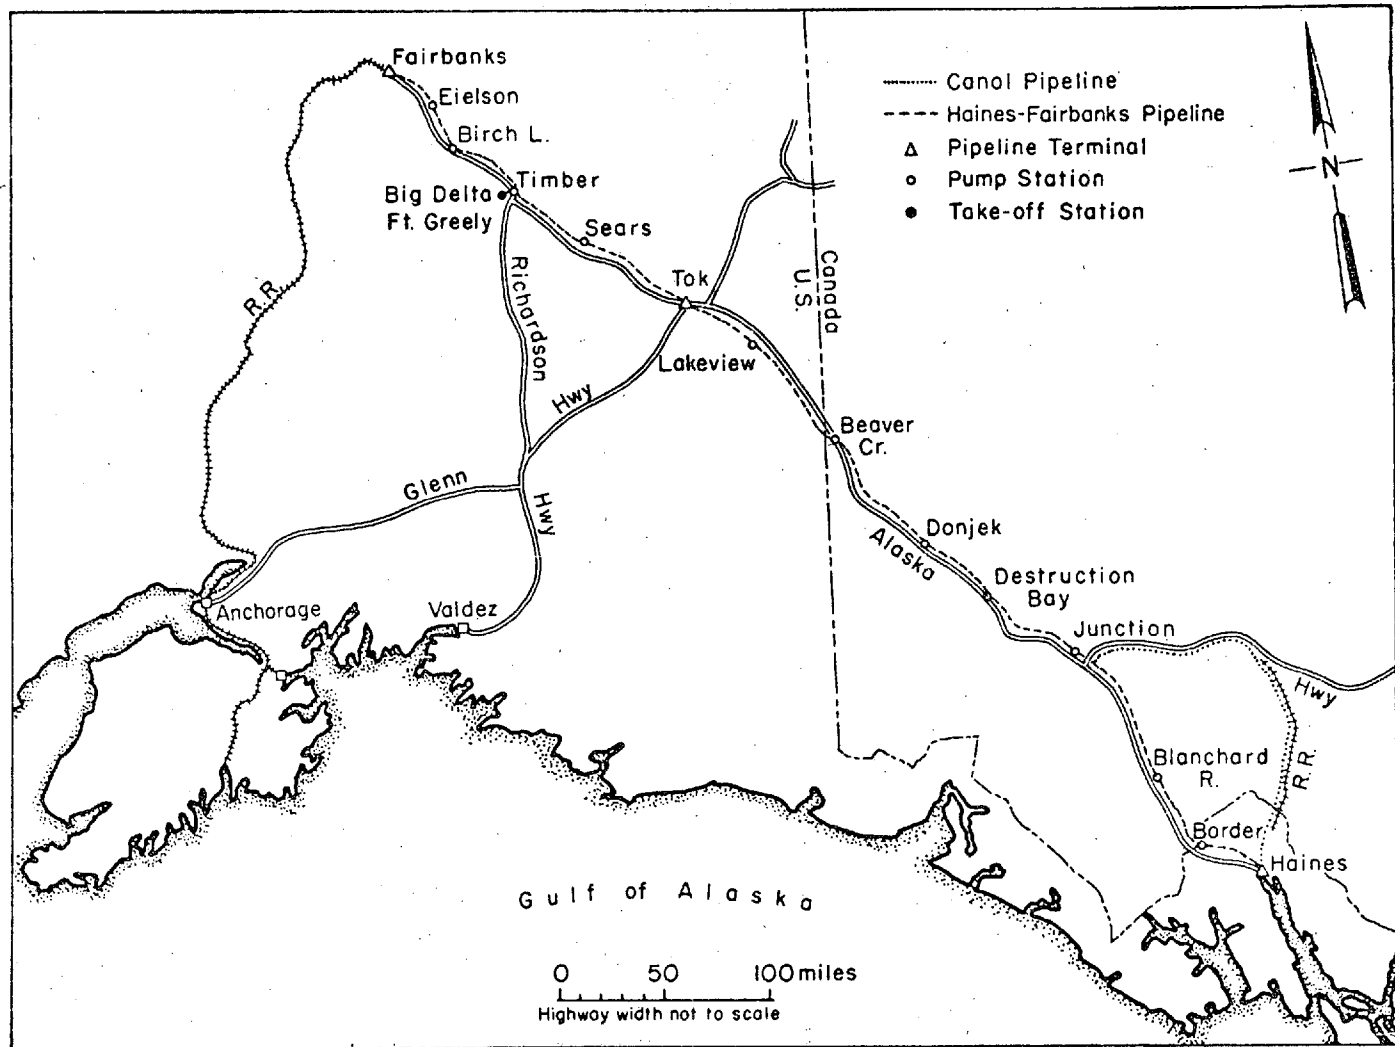 Fairbanks
Eielson
Birch L.
Timber
Big Delta
Ft. Greely
Sears
Tok
Lakeview
Richardson
Hwy
Glenn
Hwy
R.R.
Canada
U.S.
Canol Pipeline
Haines-Fairbanks Pipeline
Pipeline Terminal
Pump Station
Take-off Station
N
Beaver
Cr.
Donjek
Alaska
Destruction
Bay
Junction
Hwy
Anchorage
Valdez
Blanchard
R.
R.R.
Border
Haines
Gulf of Alaska
0 50 100 miles
Highway width not to scale